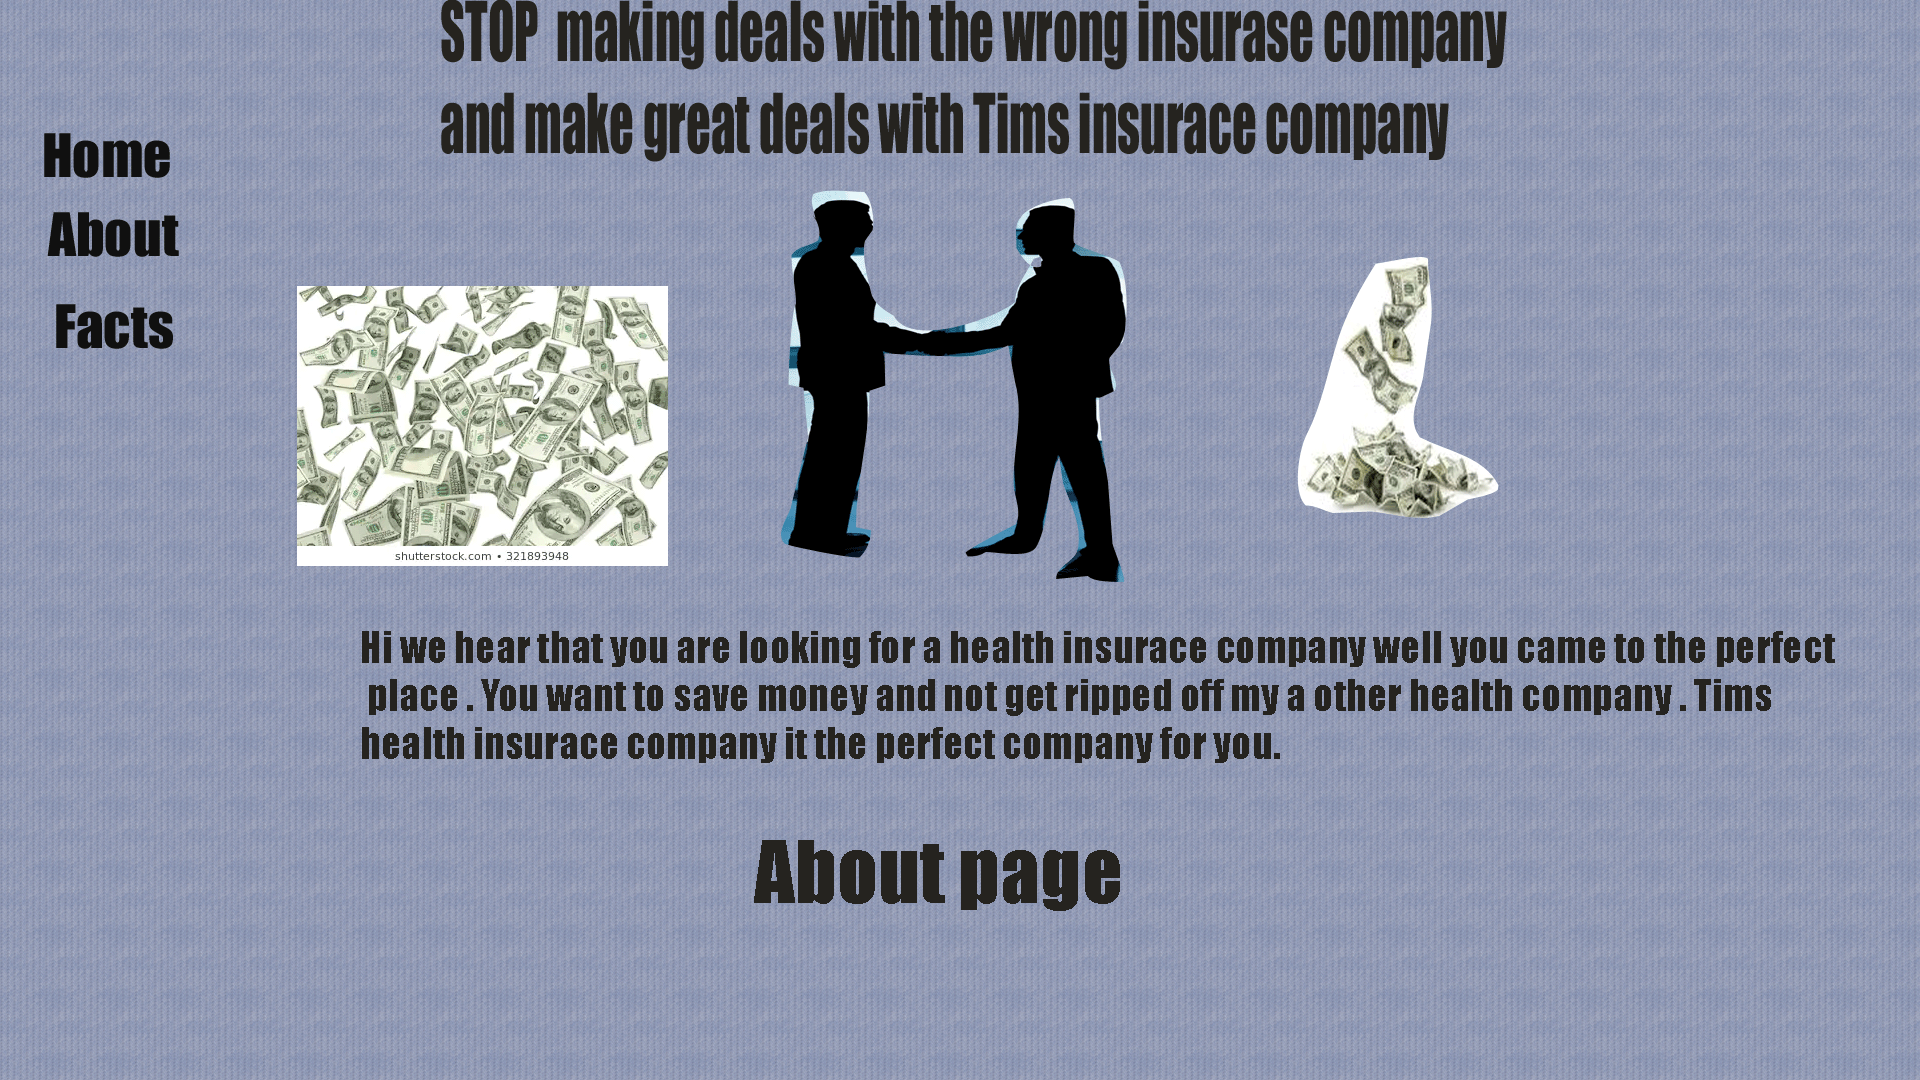 STOP making deals with the wrong insurase company
and make great deals with Tims insurace company
Home
About
Facts
shutterstock.com • 321893948
Hi we hear that you are looking for a health insurace company well you came to the perfect
place . You want to save money and not get ripped off my a other health company . Tims
health insurace company it the perfect company for you.
About page